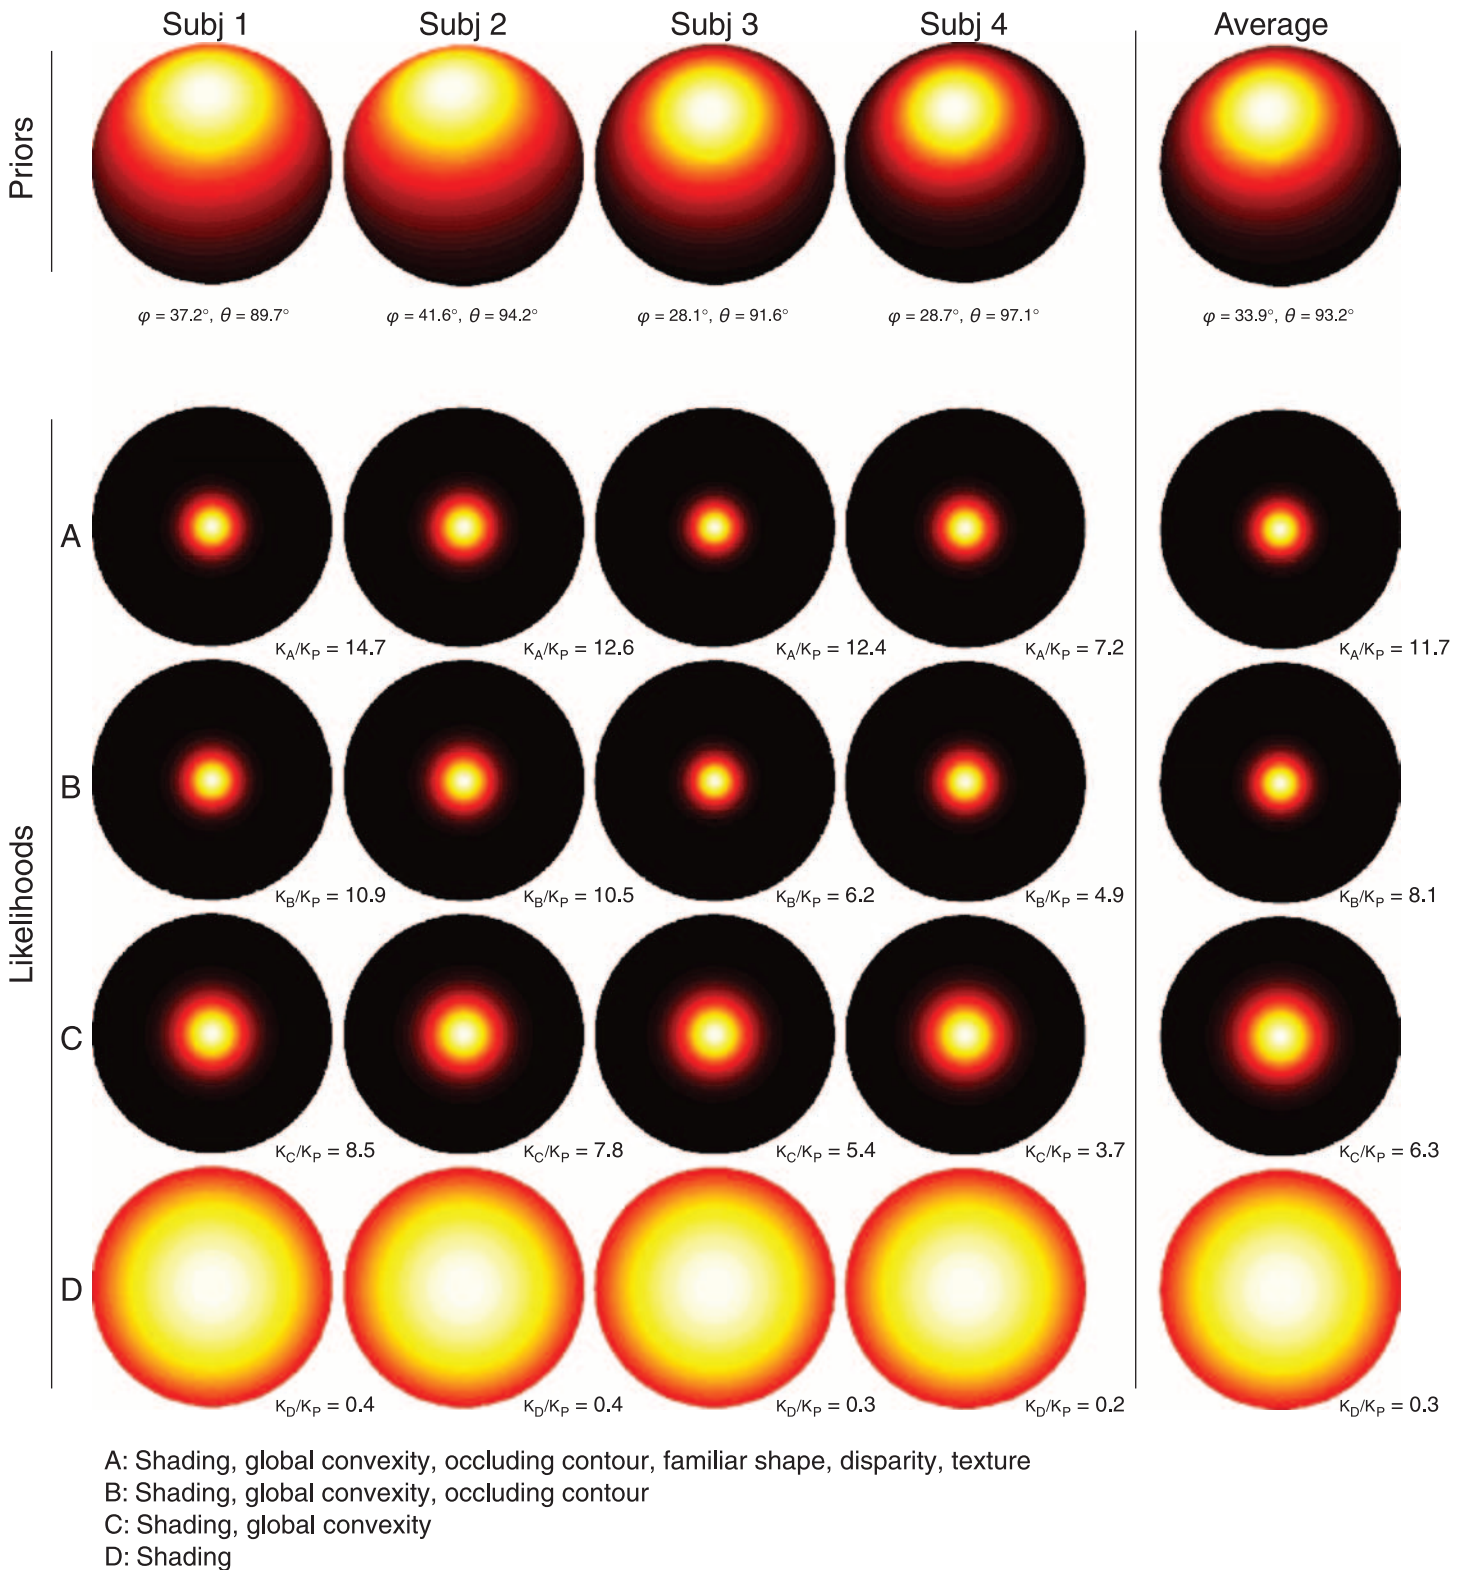 Subj 1 Subj 2 Subj 3 Subj 4 Average
Priors
φ = 37.2°, θ = 89.7° φ = 41.6°, θ = 94.2° φ = 28.1°, θ = 91.6° φ = 28.7°, θ = 97.1° φ = 33.9°, θ = 93.2°
Likelihoods
A
K_A/K_P = 14.7 K_A/K_P = 12.6 K_A/K_P = 12.4 K_A/K_P = 7.2 K_A/K_P = 11.7
B
K_B/K_P = 10.9 K_B/K_P = 10.5 K_B/K_P = 6.2 K_B/K_P = 4.9 K_B/K_P = 8.1
C
K_C/K_P = 8.5 K_C/K_P = 7.8 K_C/K_P = 5.4 K_C/K_P = 3.7 K_C/K_P = 6.3
D
K_D/K_P = 0.4 K_D/K_P = 0.4 K_D/K_P = 0.3 K_D/K_P = 0.2 K_D/K_P = 0.3
A: Shading, global convexity, occluding contour, familiar shape, disparity, texture
B: Shading, global convexity, occluding contour
C: Shading, global convexity
D: Shading